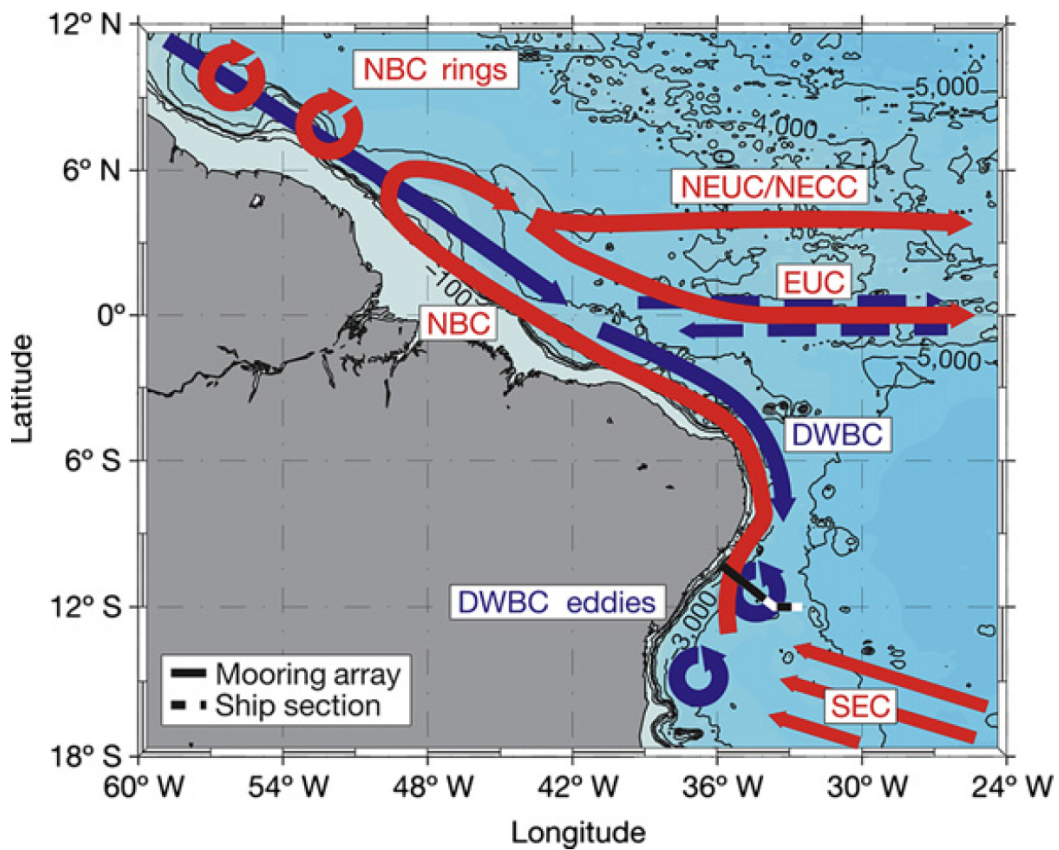 12° N
NBC rings
-5,000
4,000
6° N
NEUC/NECC
-100
EUC
0°
NBC
5,000
Latitude
DWBC
6° S
DWBC eddies
12° S
3,000
Mooring array
Ship section
SEC
18° S
60° W 54° W 48° W 42° W 36° W 30° W 24° W
Longitude